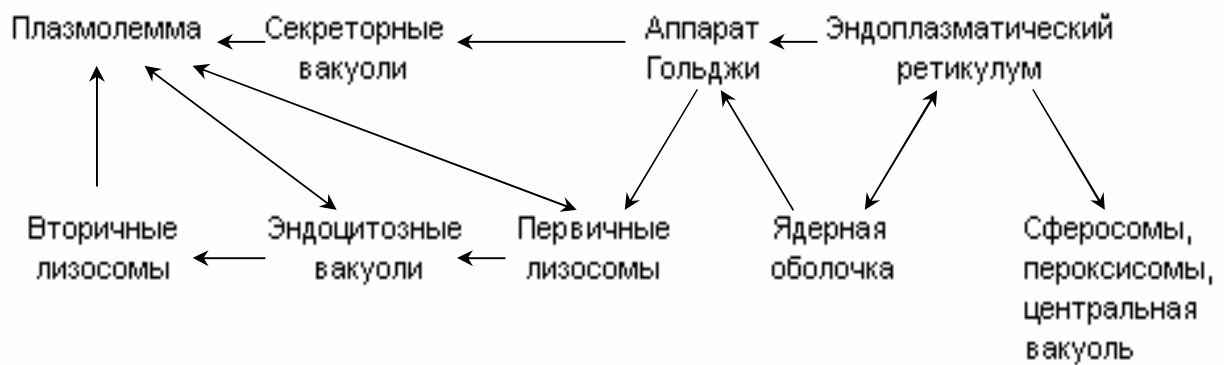 Плазмолемма
Секреторные
вакуоли
Аппарат
Гольджи
Эндоплазматический
ретикулум
Вторичные
лизосомы
Эндоцитозные
вакуоли
Первичные
лизосомы
Ядерная
оболочка
Сферосомы,
пероксисомы,
центральная
вакуоль